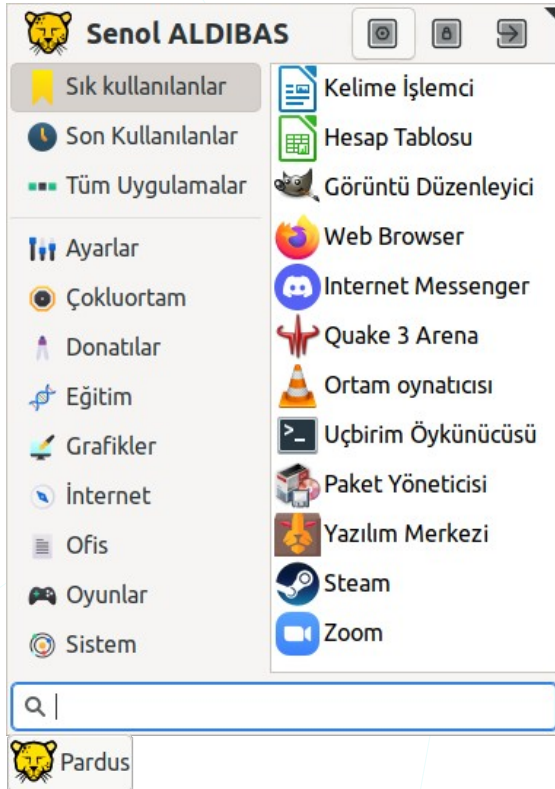 Senol ALDIBAS
Sık kullanılanlar
Son Kullanılanlar
Tüm Uygulamalar
Ayarlar
Çokluortam
Donatılar
Eğitim
Grafikler
İnternet
Ofis
Oyunlar
Sistem
Kelime İşlemci
Hesap Tablosu
Görüntü Düzenleyici
Web Browser
Internet Messenger
Quake 3 Arena
Ortam oynatıcısı
Uçbirim Öykünücüsü
Paket Yöneticisi
Yazılım Merkezi
Steam
Zoom
Pardus